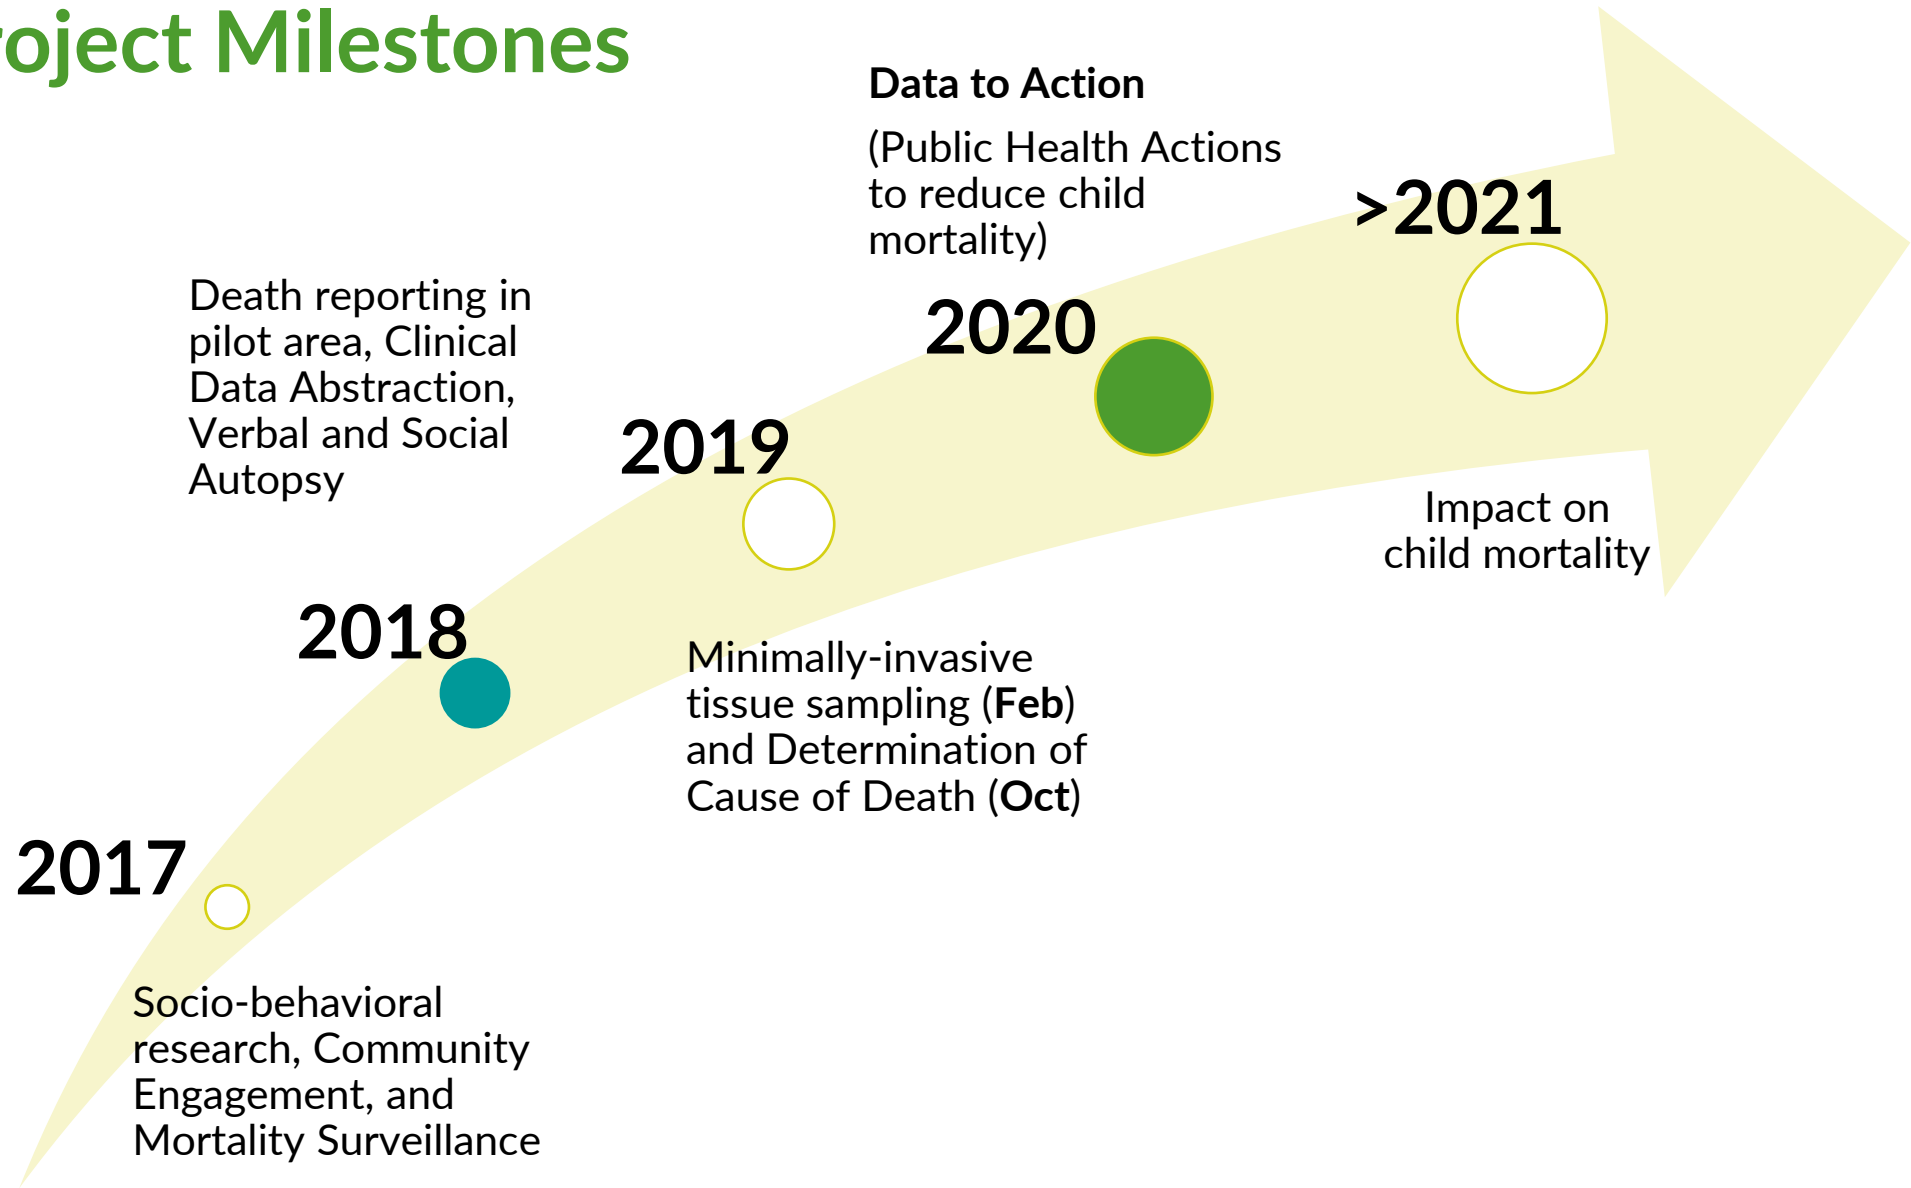 roject Milestones
Data to Action
(Public Health Actions
to reduce child
mortality)
>2021
Death reporting in
pilot area, Clinical
Data Abstraction,
Verbal and Social
Autopsy
2020
2019
Impact on
child mortality
2018
Minimally-invasive
tissue sampling (Feb)
and Determination of
Cause of Death (Oct)
2017
Socio-behavioral
research, Community
Engagement, and
Mortality Surveillance